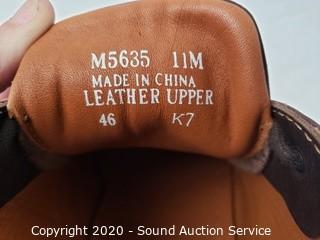 M5635 11M
MADE IN CHINA
LEATHER UPPER
46 K7
Copyright 2020 - Sound Auction Service